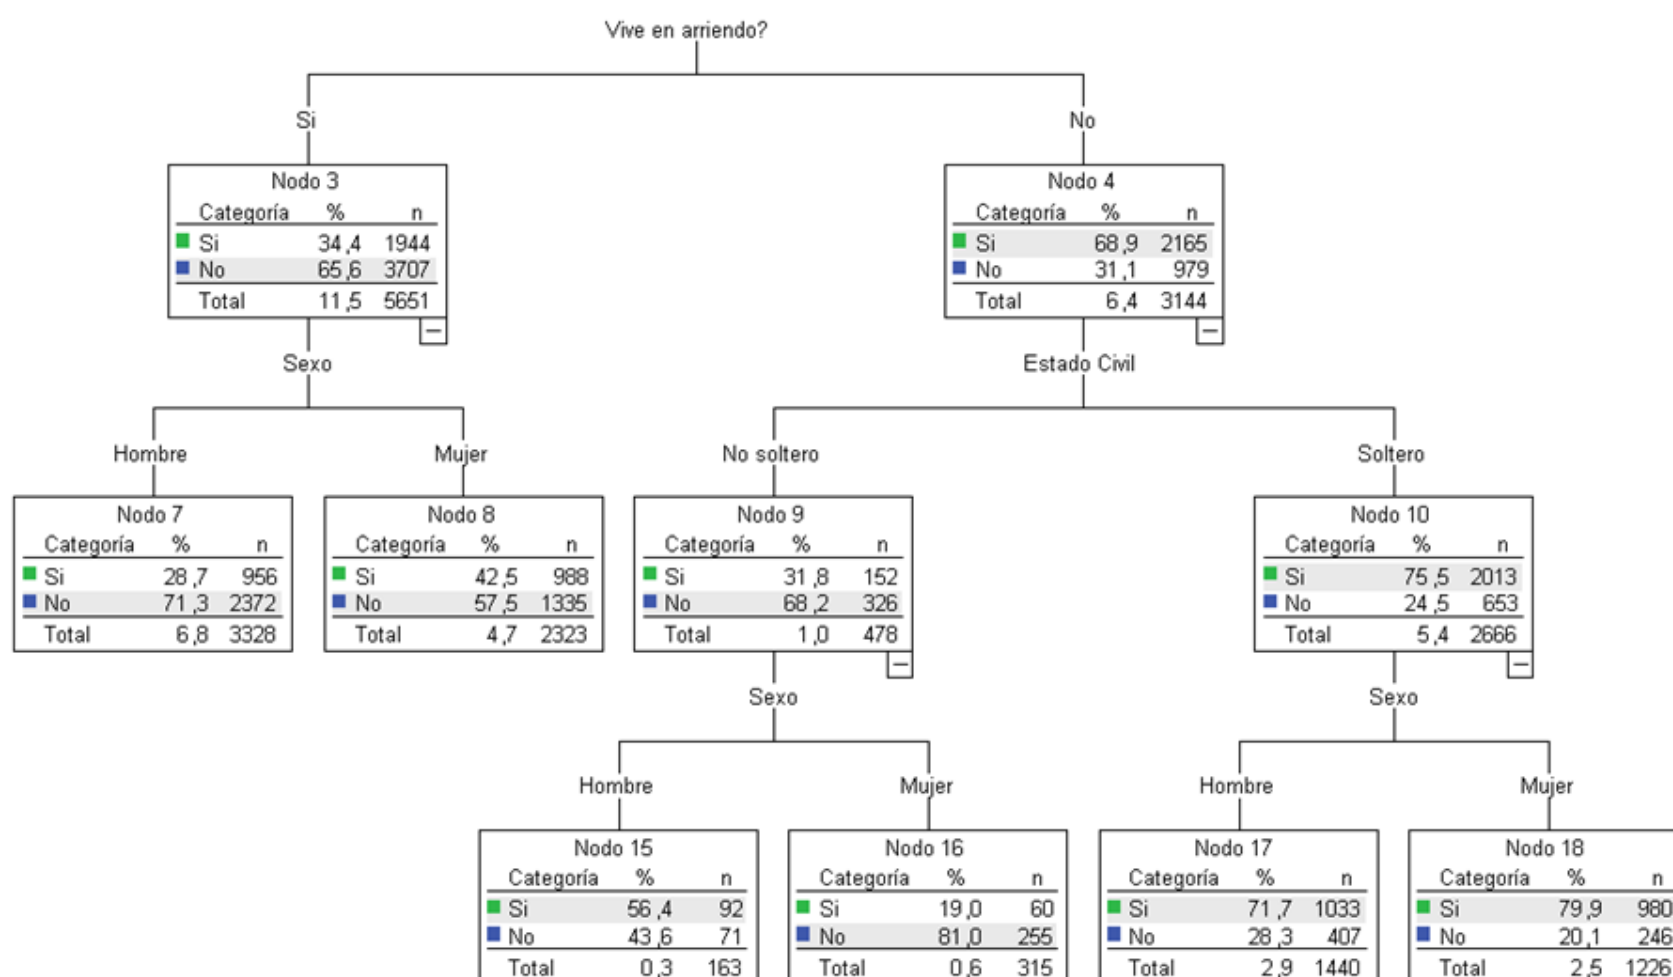 Vive en arriendo?
Si
No
Nodo 3
Categoría % n
Si 34,4 1944
No 65,6 3707
Total 11,5 5651
Nodo 4
Categoría % n
Si 68,9 2165
No 31,1 979
Total 6,4 3144
Sexo
Estado Civil
Hombre
Mujer
No soltero
Soltero
Nodo 7
Categoría % n
Si 28,7 956
No 71,3 2372
Total 6,8 3328
Nodo 8
Categoría % n
Si 42,5 988
No 57,5 1335
Total 4,7 2323
Nodo 9
Categoría % n
Si 31,8 152
No 68,2 326
Total 1,0 478
Nodo 10
Categoría % n
Si 75,5 2013
No 24,5 653
Total 5,4 2666
Sexo
Sexo
Hombre
Mujer
Hombre
Mujer
Nodo 15
Categoría % n
Si 56,4 92
No 43,6 71
Total 0,3 163
Nodo 16
Categoría % n
Si 19,0 60
No 81,0 255
Total 0,6 315
Nodo 17
Categoría % n
Si 71,7 1033
No 28,3 407
Total 2,9 1440
Nodo 18
Categoría % n
Si 79,9 980
No 20,1 246
Total 2,5 1226